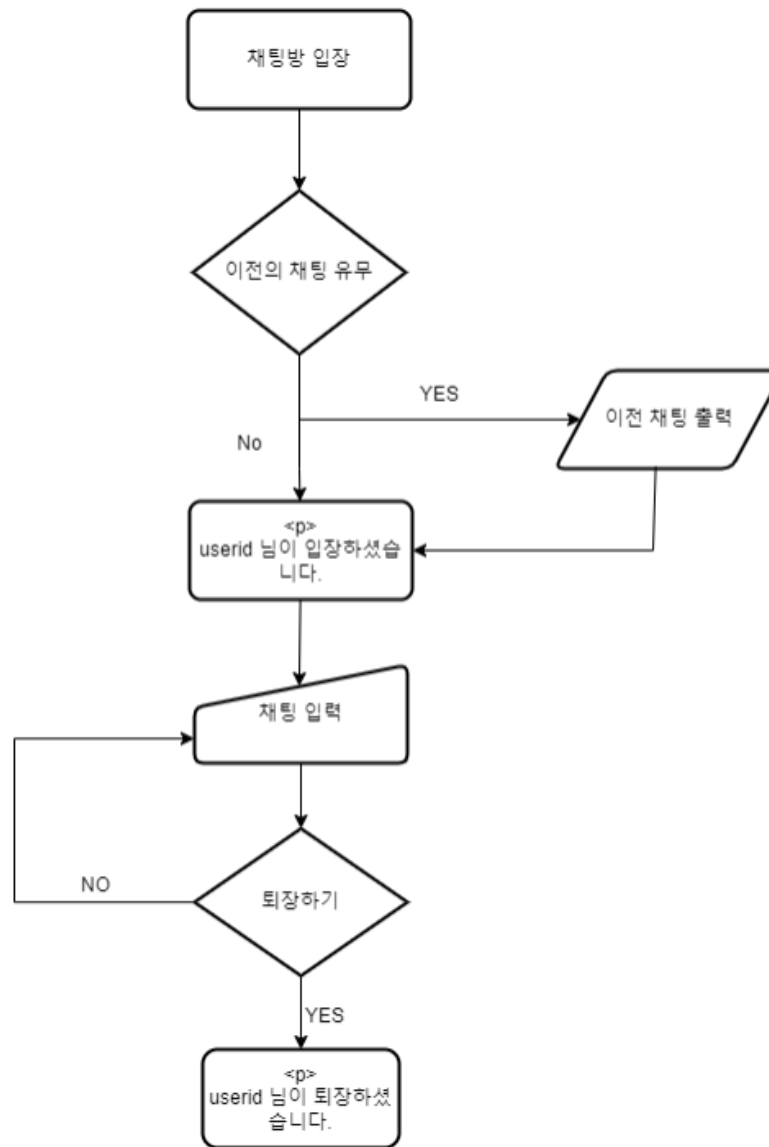 채팅방 입장
이전의 채팅 유무
YES
이전 채팅 출력
No
<p>
userid 님이 입장하셨습
니다.
채팅 입력
NO
퇴장하기
YES
<p>
userid 님이 퇴장하셨
습니다.